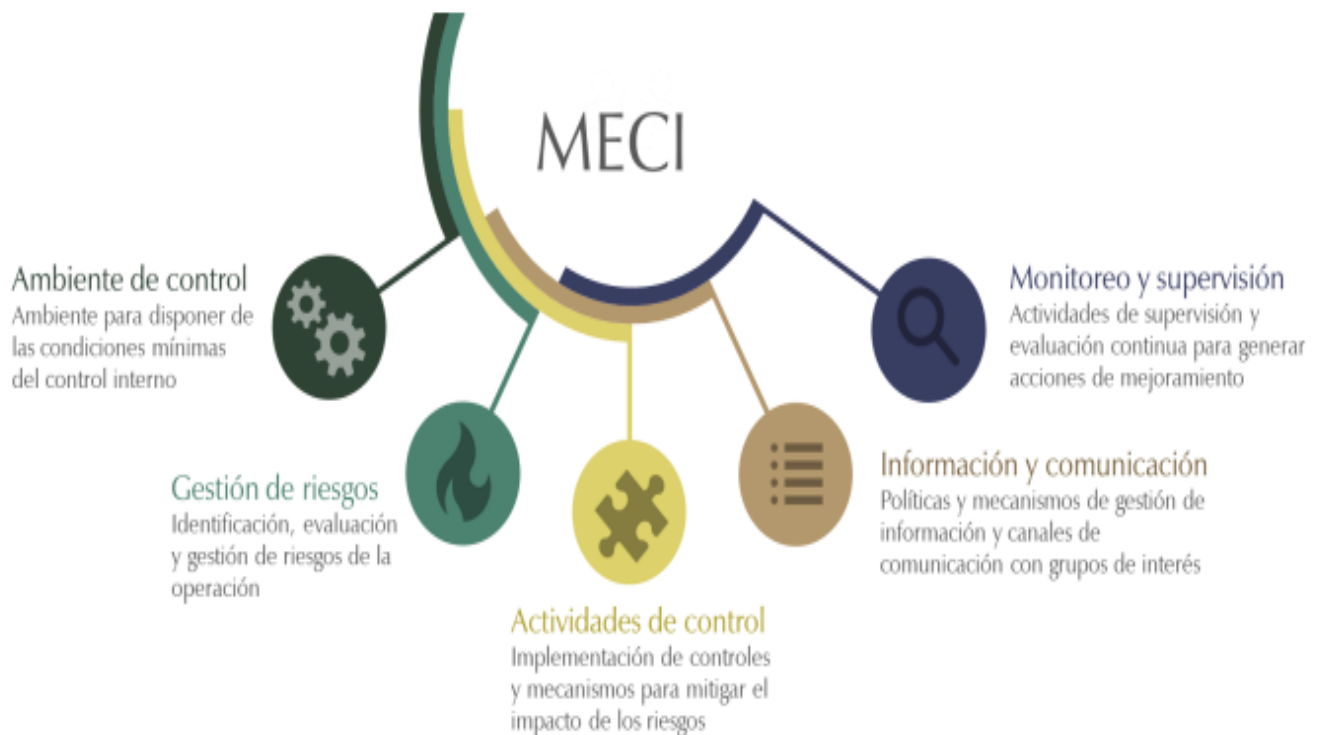 MECI
Ambiente de control
Ambiente para disponer de
las condiciones mínimas
del control interno
Gestión de riesgos
Identificación, evaluación
y gestión de riesgos de la
operación
Actividades de control
Implementación de controles
y mecanismos para mitigar el
impacto de los riesgos
Información y comunicación
Políticas y mecanismos de gestión de
información y canales de
comunicación con grupos de interés
Monitoreo y supervisión
Actividades de supervisión y
evaluación continua para generar
acciones de mejoramiento